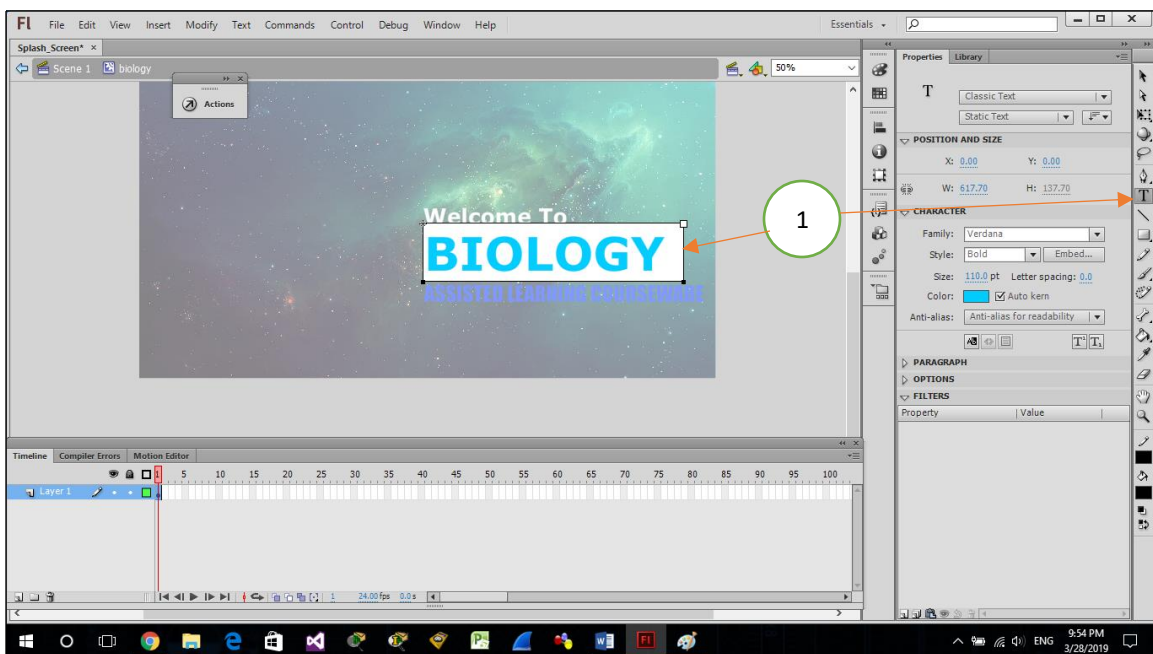 Fl File Edit View Insert Modify Text Commands Control Debug Window Help Essentials
Splash_Screen* ×
Scene 1 biology 50%
Actions
Welcome To
BIOLOGY
ASSISTED LEARNING COURSEWARE
1
Properties Library
T Classic Text
Static Text
POSITION AND SIZE
X: 0.00 Y: 0.00
W: 617.70 H: 137.70
CHARACTER
Family: Verdana
Style: Bold Embed...
Size: 110.0 pt Letter spacing: 0.0
Color: Auto kern
Anti-alias: Anti-alias for readability
T¹ T₁
PARAGRAPH
OPTIONS
FILTERS
Property Value
Timeline Compiler Errors Motion Editor
1 5 10 15 20 25 30 35 40 45 50 55 60 65 70 75 80 85 90 95 100
Layer 1
1 24.00 fps 0.0 s
ENG 9:54 PM
3/28/2019